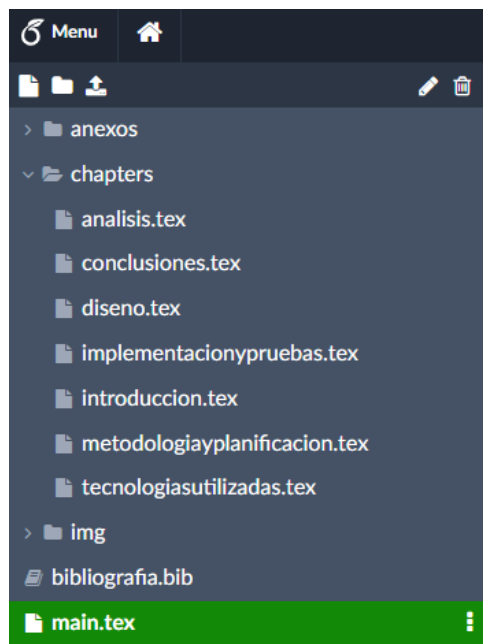 Menu
anexos
chapters
analisis.tex
conclusiones.tex
diseno.tex
implementacionypruebas.tex
introduccion.tex
metodologiayplanificacion.tex
tecnologiasutilizadas.tex
img
bibliografia.bib
main.tex